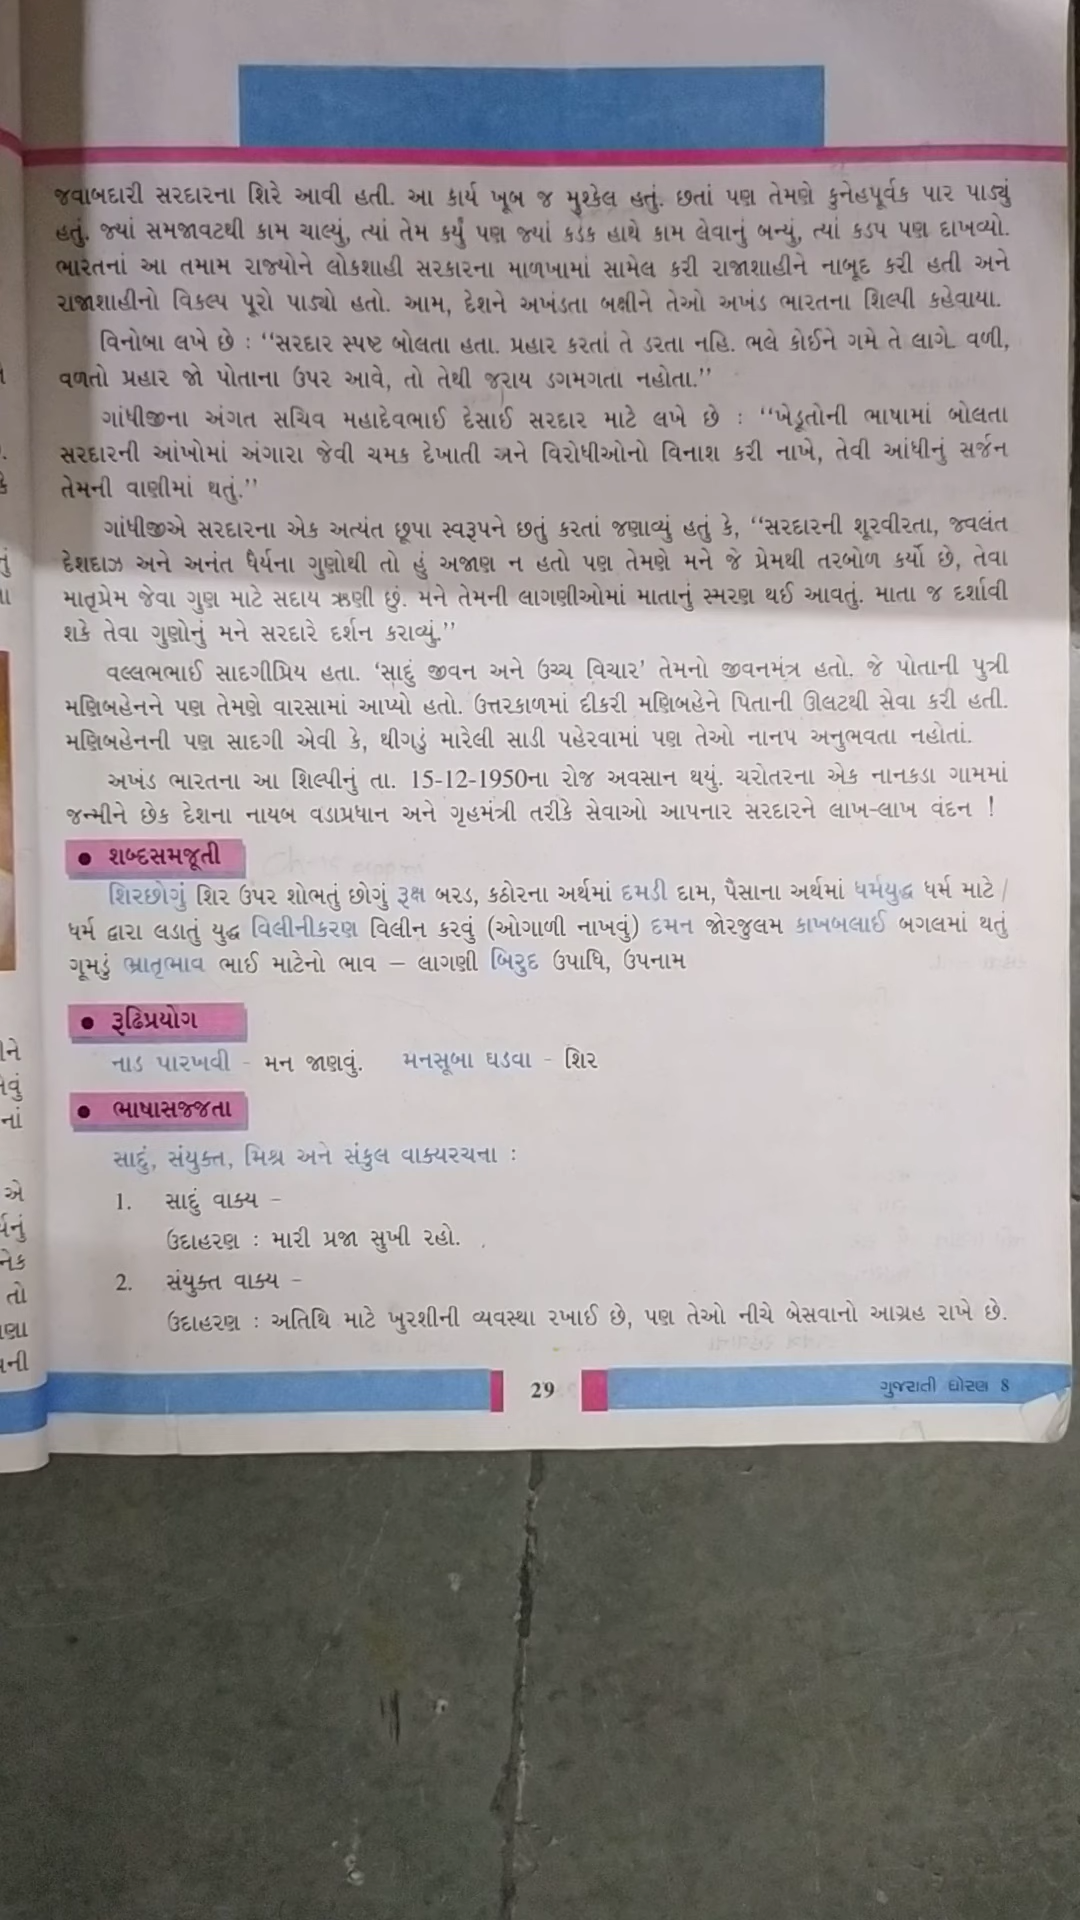 જવાબદારી સરદારના શિરે આવી હતી. આ કાર્ય ખૂબ જ મુશ્કેલ હતું. છતાં પણ તેમણે કુનેહપૂર્વક પાર પાડ્યું
હતું. જ્યાં સમજાવટથી કામ ચાલ્યું, ત્યાં તેમ કર્યું પણ જ્યાં કડક હાથે કામ લેવાનું બન્યું, ત્યાં કડપ પણ દાખવ્યો.
ભારતનાં આ તમામ રાજ્યોને લોકશાહી સરકારના માળખામાં સામેલ કરી રાજાશાહીને નાબૂદ કરી હતી અને
રાજાશાહીનો વિકલ્પ પૂરો પાડ્યો હતો. આમ, દેશને અખંડતા બક્ષીને તેઓ અખંડ ભારતના શિલ્પી કહેવાયા.
વિનોબા લખે છે : “સરદાર સ્પષ્ટ બોલતા હતા. પ્રહાર કરતાં તે ડરતા નહિ. ભલે કોઈને ગમે તે લાગે. વળી,
વળતો પ્રહાર જો પોતાના ઉપર આવે, તો તેથી જરાય ડગમગતા નહોતા.”
ગાંધીજીના અંગત સચિવ મહાદેવભાઈ દેસાઈ સરદાર માટે લખે છે : “ખેડૂતોની ભાષામાં બોલતા
સરદારની આંખોમાં અંગારા જેવી ચમક દેખાતી અને વિરોધીઓનો વિનાશ કરી નાખે, તેવી આંધીનું સર્જન
તેમની વાણીમાં થતું.”
ગાંધીજીએ સરદારના એક અત્યંત છૂપા સ્વરૂપને છતું કરતાં જણાવ્યું હતું કે, “સરદારની શૂરવીરતા, જ્વલંત
દેશદાઝ અને અનંત ધૈર્યના ગુણોથી તો હું અજાણ ન હતો પણ તેમણે મને જે પ્રેમથી તરબોળ કર્યો છે, તેવા
માતૃપ્રેમ જેવા ગુણ માટે સદાય ઋણી છું. મને તેમની લાગણીઓમાં માતાનું સ્મરણ થઈ આવતું. માતા જ દર્શાવી
શકે તેવા ગુણોનું મને સરદારે દર્શન કરાવ્યું.”
વલ્લભભાઈ સાદગીપ્રિય હતા. ‘સાદું જીવન અને ઉચ્ચ વિચાર’ તેમનો જીવનમંત્ર હતો. જે પોતાની પુત્રી
મણિબહેનને પણ તેમણે વારસામાં આપ્યો હતો. ઉત્તરકાળમાં દીકરી મણિબહેને પિતાની ઊલટથી સેવા કરી હતી.
મણિબહેનની પણ સાદગી એવી કે, થીગડું મારેલી સાડી પહેરવામાં પણ તેઓ નાનપ અનુભવતા નહોતાં.
અખંડ ભારતના આ શિલ્પીનું તા. 15-12-1950ના રોજ અવસાન થયું. ચરોતરના એક નાનકડા ગામમાં
જન્મીને છેક દેશના નાયબ વડાપ્રધાન અને ગૃહમંત્રી તરીકે સેવાઓ આપનાર સરદારને લાખ-લાખ વંદન !
• શબ્દસમજૂતી
શિરછોગું શિર ઉપર શોભતું છોગું રૂક્ષ બરડ, કઠોરના અર્થમાં દમડી દામ, પૈસાના અર્થમાં ધર્મયુદ્ધ ધર્મ માટે /
ધર્મ દ્વારા લડાતું યુદ્ધ વિલીનીકરણ વિલીન કરવું (ઓગાળી નાખવું) દમન જોરજુલમ કાખબલાઈ બગલમાં થતું
ગૂમડું ભ્રાતૃભાવ ભાઈ માટેનો ભાવ – લાગણી બિરુદ ઉપાધિ, ઉપનામ
• રૂઢિપ્રયોગ
નાડ પારખવી - મન જાણવું. મનસૂબા ઘડવા - શિર
• ભાષાસજ્જતા
સાદું, સંયુક્ત, મિશ્ર અને સંકુલ વાક્યરચના :
1. સાદું વાક્ય -
ઉદાહરણ : મારી પ્રજા સુખી રહો.
2. સંયુક્ત વાક્ય -
ઉદાહરણ : અતિથિ માટે ખુરશીની વ્યવસ્થા રખાઈ છે, પણ તેઓ નીચે બેસવાનો આગ્રહ રાખે છે.
29
ગુજરાતી ધોરણ 8